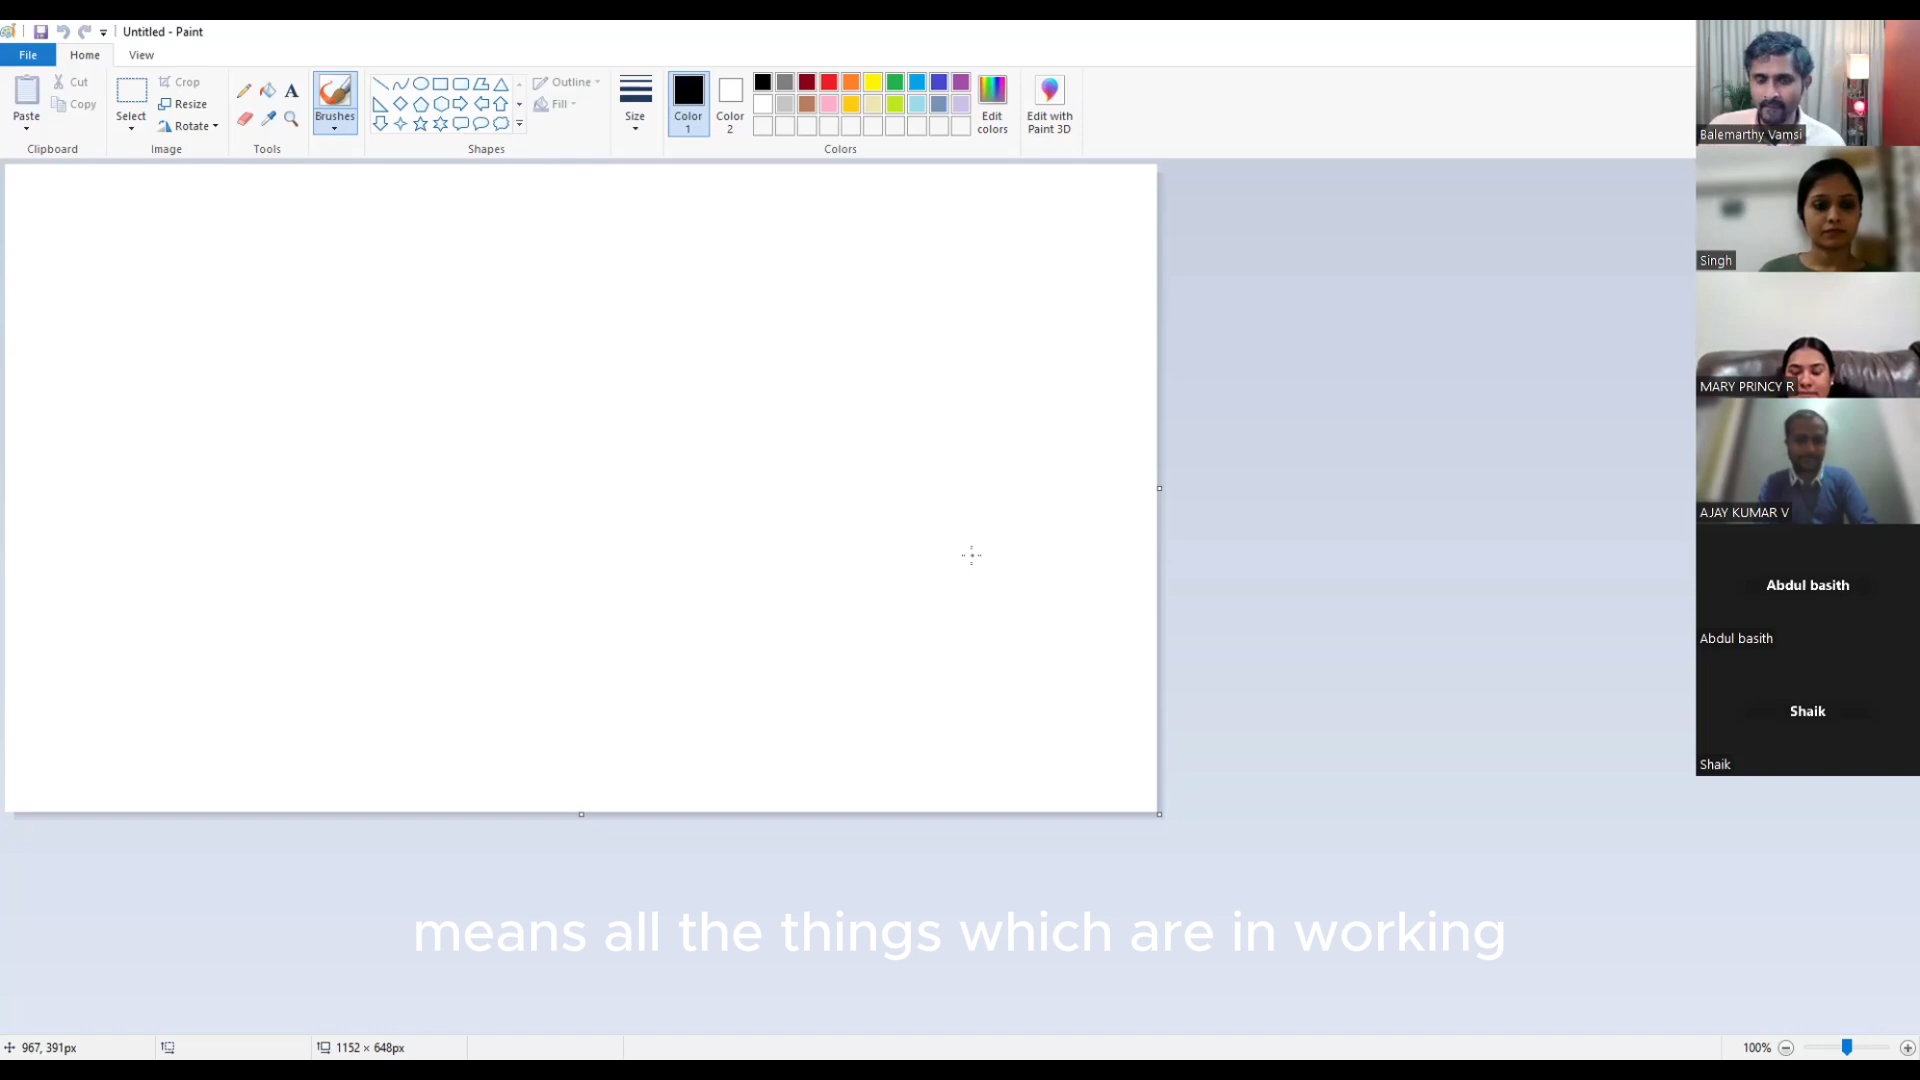 Untitled - Paint
File Home View
Paste
Cut
Copy
Clipboard
Select
Crop
Resize
Rotate
Image
A
Tools
Brushes
Shapes
Outline
Fill
Size
Color 1
Color 2
Edit colors
Colors
Edit with Paint 3D
Balemarthy Vamsi
Singh
MARY PRINCY R
AJAY KUMAR V
Abdul basith
Abdul basith
Shaik
Shaik
means all the things which are in working
967, 391px
1152 × 648px
100%